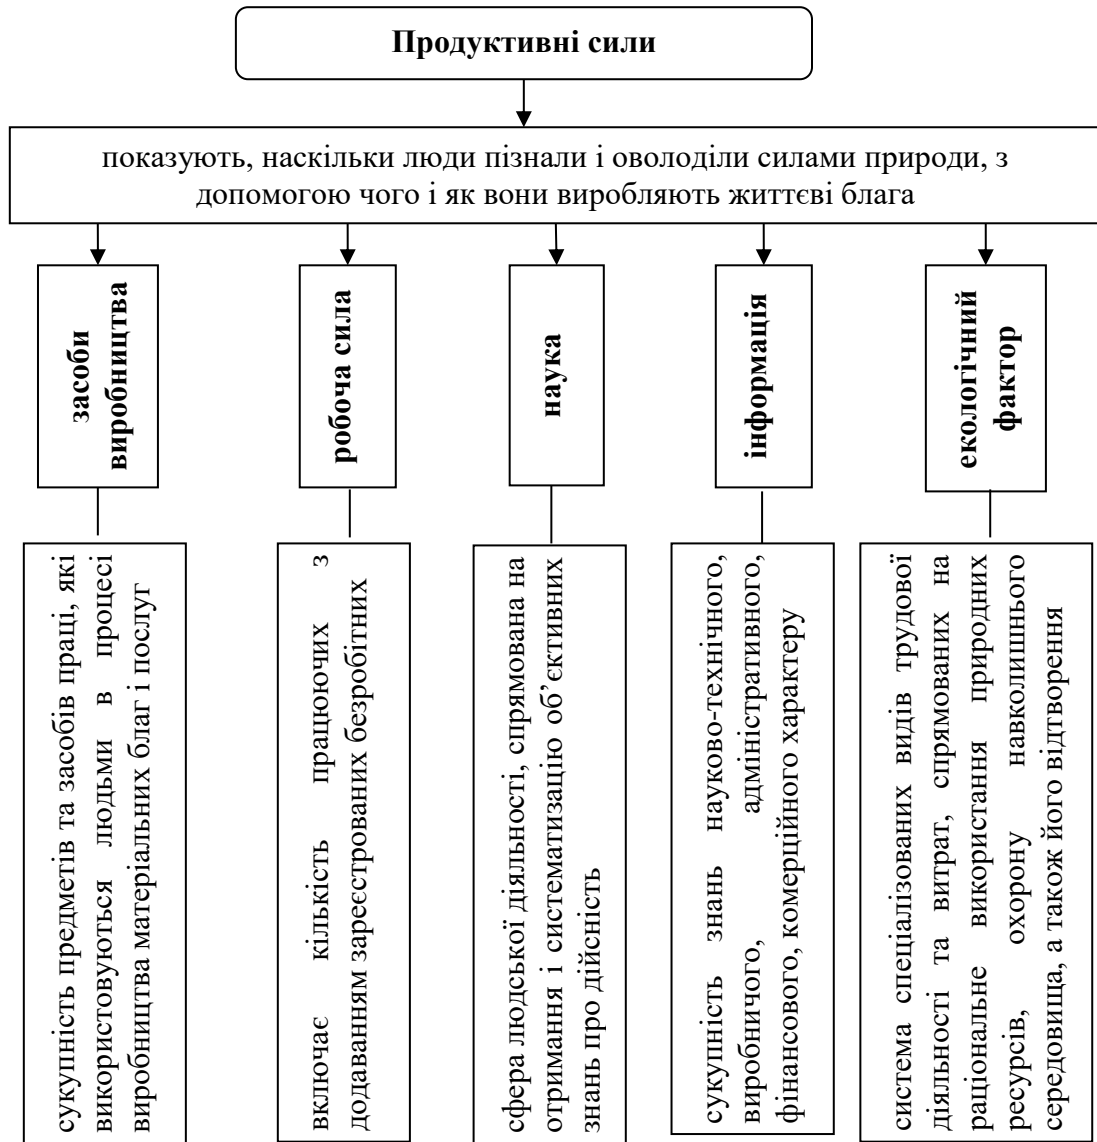 Продуктивні сили
показують, наскільки люди пізнали і оволоділи силами природи, з
допомогою чого і як вони виробляють життєві блага
засоби
виробництва
робоча сила
наука
інформація
екологічний
фактор
сукупність предметів та засобів праці, які
використовуються людьми в процесі
виробництва матеріальних благ і послуг
включає кількість працюючих з
додаванням зареєстрованих безробітних
сфера людської діяльності, спрямована на
отримання і систематизацію об’єктивних
знань про дійсність
сукупність знань науково-технічного,
виробничого, адміністративного,
фінансового, комерційного характеру
система спеціалізованих видів трудової
діяльності та витрат, спрямованих на
раціональне використання природних
ресурсів, охорону навколишнього
середовища, а також його відтворення